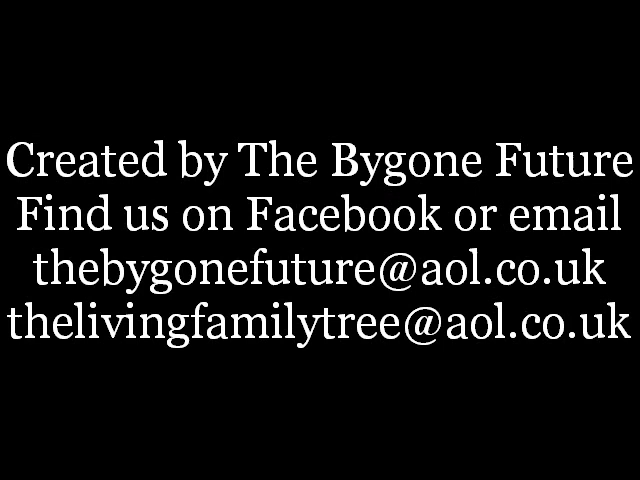 Created by The Bygone Future
Find us on Facebook or email
thebygonefuture@aol.co.uk
thelivingfamilytree@aol.co.uk